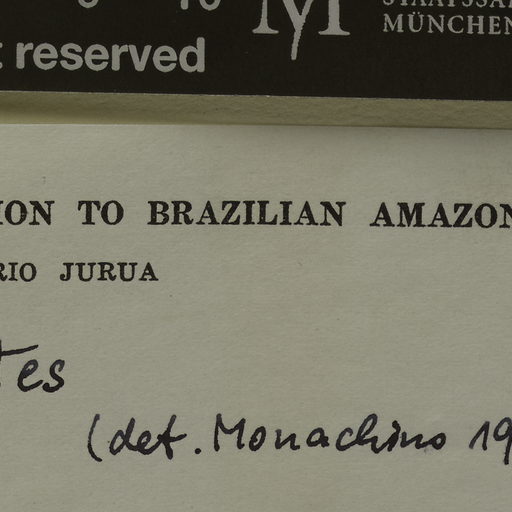 M
MÜNCHEN
reserved
ION TO BRAZILIAN AMAZON
RIO JURUA
tes
(det. Monachino 19